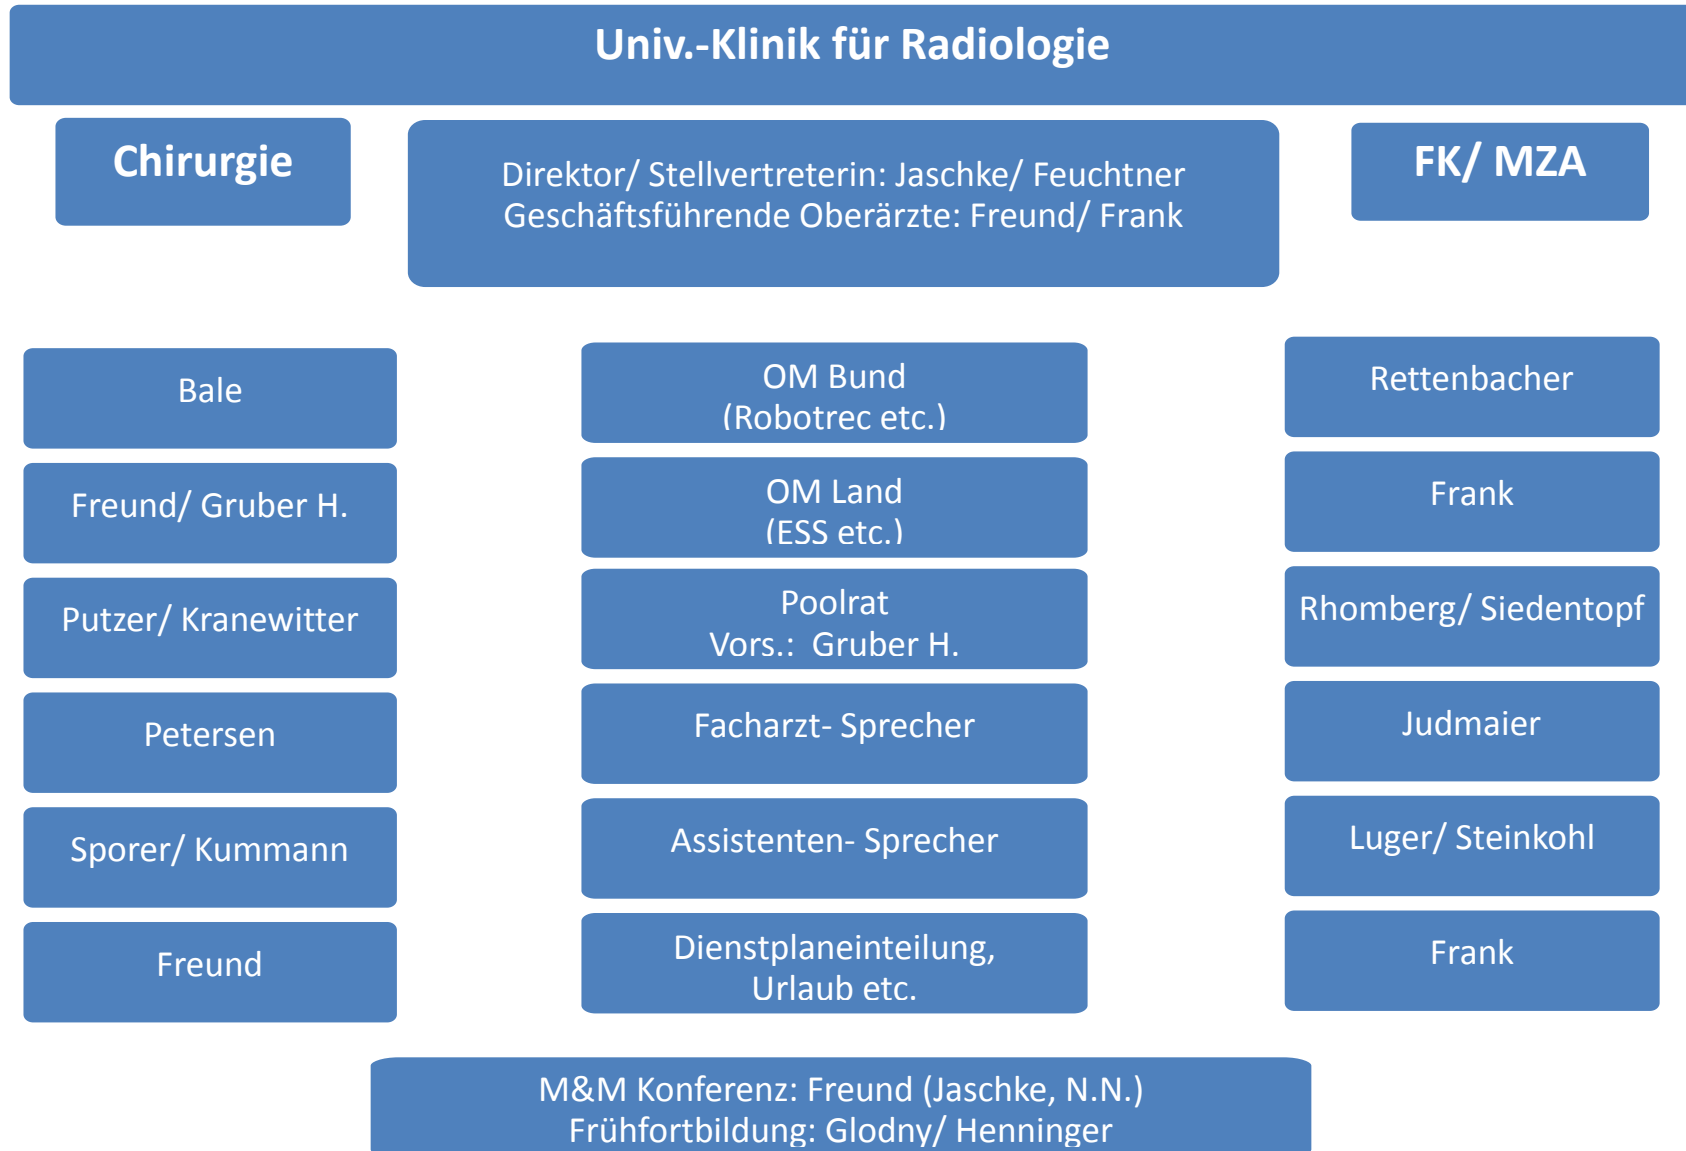 Univ.-Klinik für Radiologie
Chirurgie
Direktor/ Stellvertreterin: Jaschke/ Feuchtner
Geschäftsführende Oberärzte: Freund/ Frank
FK/ MZA
Bale
OM Bund
(Robotrec etc.)
Rettenbacher
Freund/ Gruber H.
OM Land
(ESS etc.)
Frank
Putzer/ Kranewitter
Poolrat
Vors.: Gruber H.
Rhomberg/ Siedentopf
Petersen
Facharzt- Sprecher
Judmaier
Sporer/ Kummann
Assistenten- Sprecher
Luger/ Steinkohl
Freund
Dienstplaneinteilung,
Urlaub etc.
Frank
M&M Konferenz: Freund (Jaschke, N.N.)
Frühfortbildung: Glodny/ Henninger